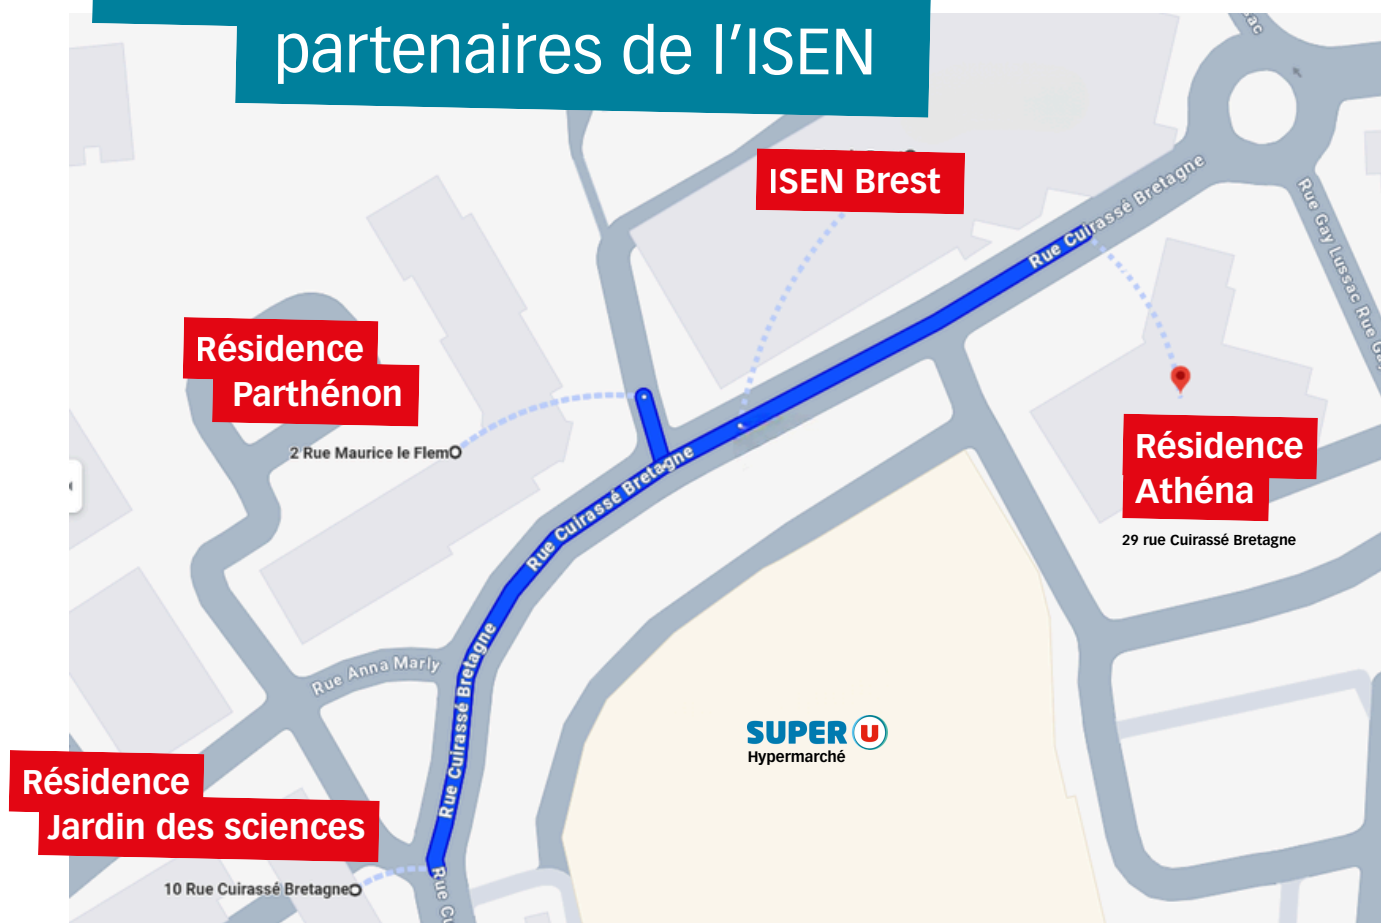 partenaires de l'ISEN
ISEN Brest
Rue Cuirassé Bretagne
Rue Gay Lussac Rue
Résidence
Parthénon
2 Rue Maurice le Flem
Résidence
Athéna
29 rue Cuirassé Bretagne
Rue Cuirassé Bretagne
Rue Anna Marly
Rue Cuirassé Bretagne
SUPER U
Hypermarché
Résidence
Jardin des sciences
10 Rue Cuirassé Bretagne